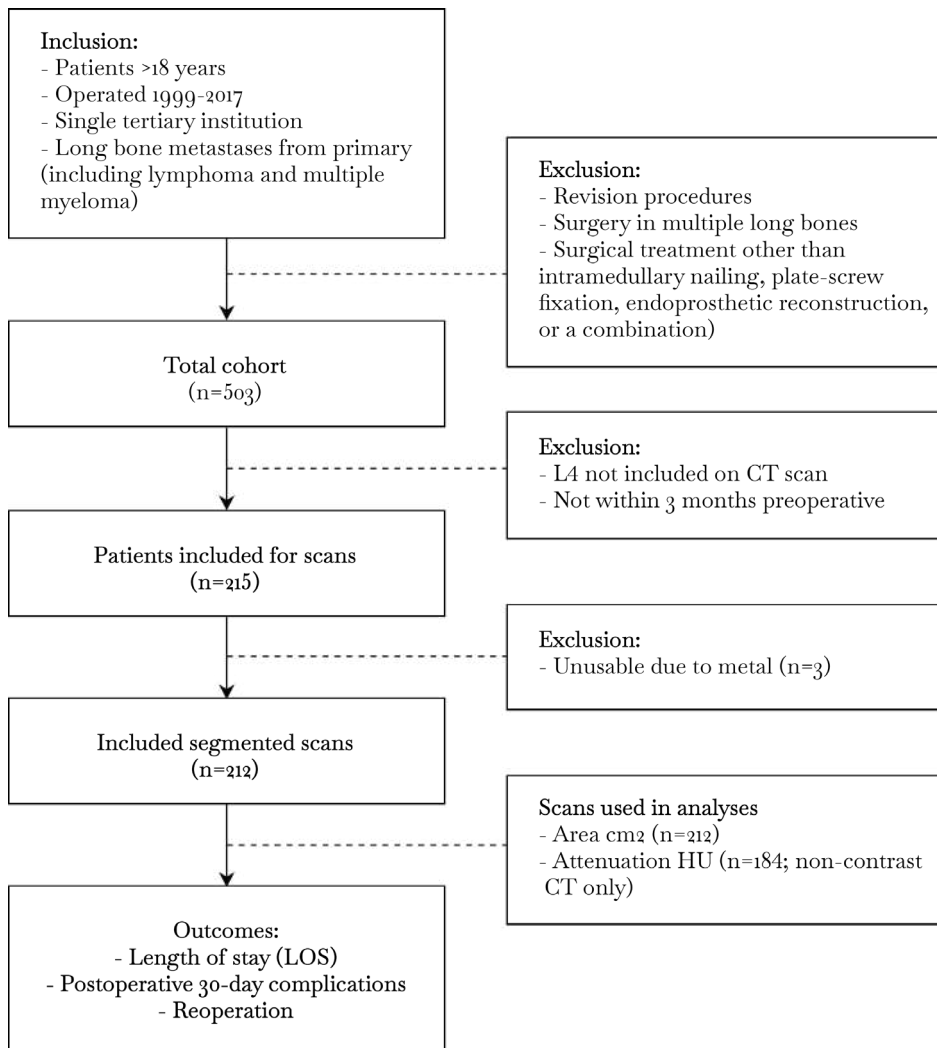 Inclusion:
- Patients >18 years
- Operated 1999-2017
- Single tertiary institution
- Long bone metastases from primary
(including lymphoma and multiple
myeloma)
Exclusion:
- Revision procedures
- Surgery in multiple long bones
- Surgical treatment other than
intramedullary nailing, plate-screw
fixation, endoprosthetic reconstruction,
or a combination)
Total cohort
(n=503)
Exclusion:
- L4 not included on CT scan
- Not within 3 months preoperative
Patients included for scans
(n=215)
Exclusion:
- Unusable due to metal (n=3)
Included segmented scans
(n=212)
Scans used in analyses
- Area cm2 (n=212)
- Attenuation HU (n=184; non-contrast
CT only)
Outcomes:
- Length of stay (LOS)
- Postoperative 30-day complications
- Reoperation